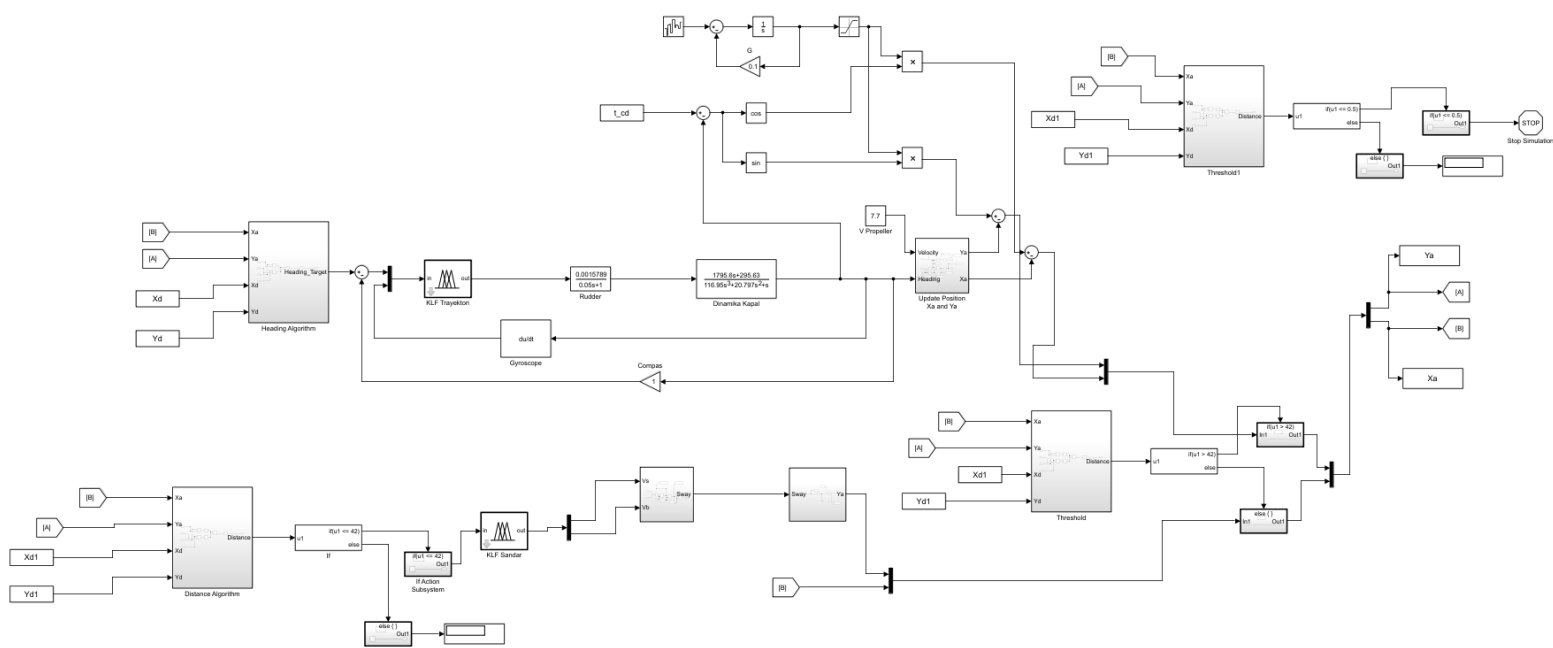 G
0.1
1
s
×
t_cd
cos
sin
×
7.7
V Propeller
Velocity
Heading
Ya
Xa
Update Position
Xa and Ya
[B]
[A]
Xd1
Yd1
Xa
Ya
Xd
Yd
Distance
Threshold1
u1
if(u1 <= 0.5)
else
if(u1 <= 0.5)
Out1
else { }
Out1
STOP
Stop Simulation
[B]
[A]
Xd
Yd
Xa
Ya
Xd
Yd
Heading_Target
Heading Algorithm
in
out
KLF Trayektori
0.0015789
0.05s+1
Rudder
1795.6s+295.63
116.95s³+20.797s²+s
Dinamika Kapal
du/dt
Gyroscope
Compas
1
Ya
[A]
[B]
Xa
[B]
[A]
Xd1
Yd1
Xa
Ya
Xd
Yd
Distance
Threshold
u1
if(u1 > 42)
else
if(u1 > 42)
In1
Out1
else { }
In1
Out1
[B]
[A]
Xd1
Yd1
Xa
Ya
Xd
Yd
Distance
Distance Algorithm
u1
if(u1 <= 42)
else
If
if(u1 <= 42)
Out1
If Action
Subsystem
else { }
Out1
in
out
KLF Sandar
Vs
Vb
Sway
Sway
Ya
[B]